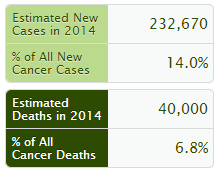 Estimated New
Cases in 2014
232,670
% of All New
Cancer Cases
14.0%
Estimated
Deaths in 2014
40,000
% of All
Cancer Deaths
6.8%